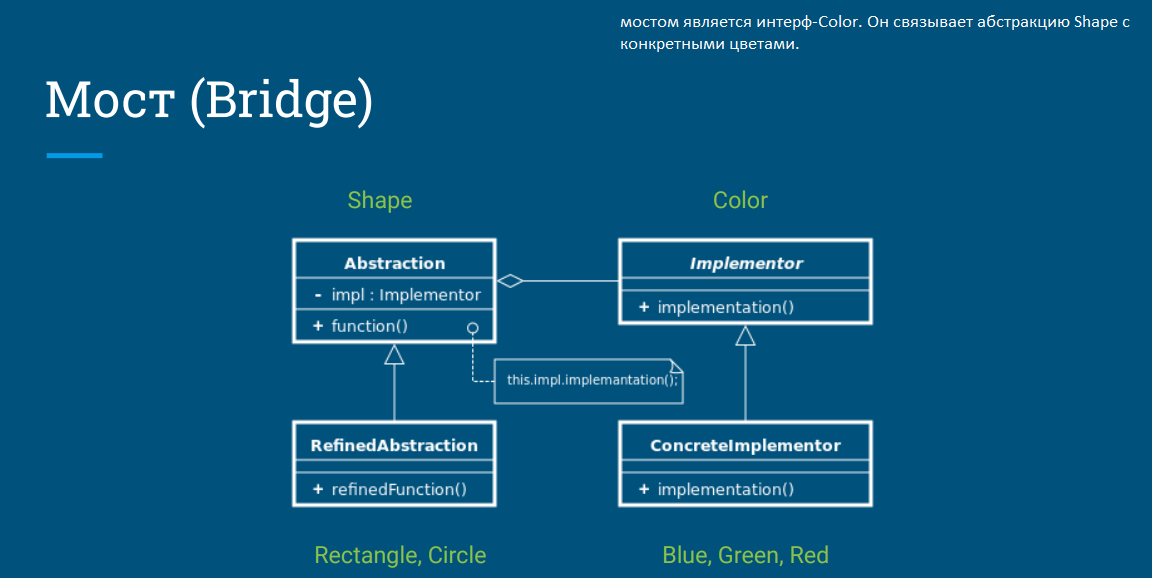 мостом является интерф-Color. Он связывает абстракцию Shape с
конкретными цветами.
Мост (Bridge)
Shape
Color
Abstraction
- impl : Implementor
+ function()
Implementor
+ implementation()
this.impl.implemantation();
RefinedAbstraction
+ refinedFunction()
ConcreteImplementor
+ implementation()
Rectangle, Circle
Blue, Green, Red